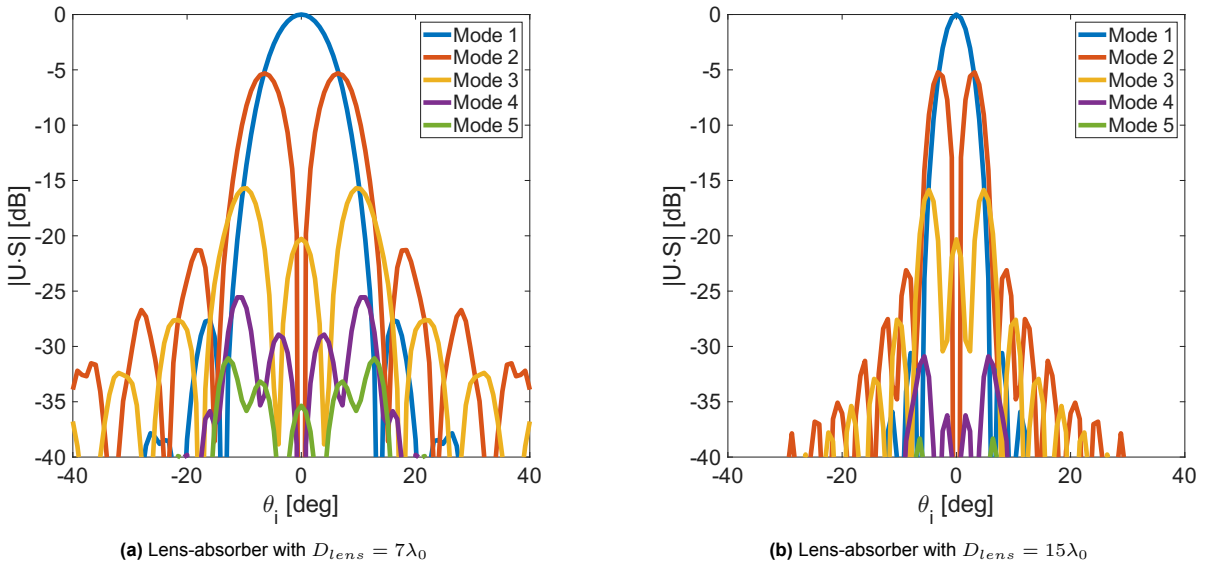 0
-5
-10
-15
-20
-25
-30
-35
-40
|U·S| [dB]
-40 -20 0 20 40
θi [deg]
Mode 1
Mode 2
Mode 3
Mode 4
Mode 5
(a) Lens-absorber with Dlens = 7λ0
0
-5
-10
-15
-20
-25
-30
-35
-40
|U·S| [dB]
-40 -20 0 20 40
θi [deg]
Mode 1
Mode 2
Mode 3
Mode 4
Mode 5
(b) Lens-absorber with Dlens = 15λ0